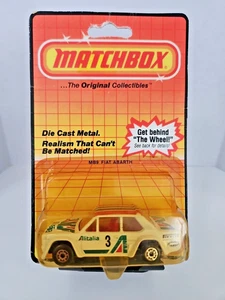 MATCHBOX
...The Original Collectibles
Die Cast Metal.
Realism That Can't
Be Matched!
Get behind
"The Wheel!"
See back for details!
MB9 FIAT ABARTH
Alitalia
3